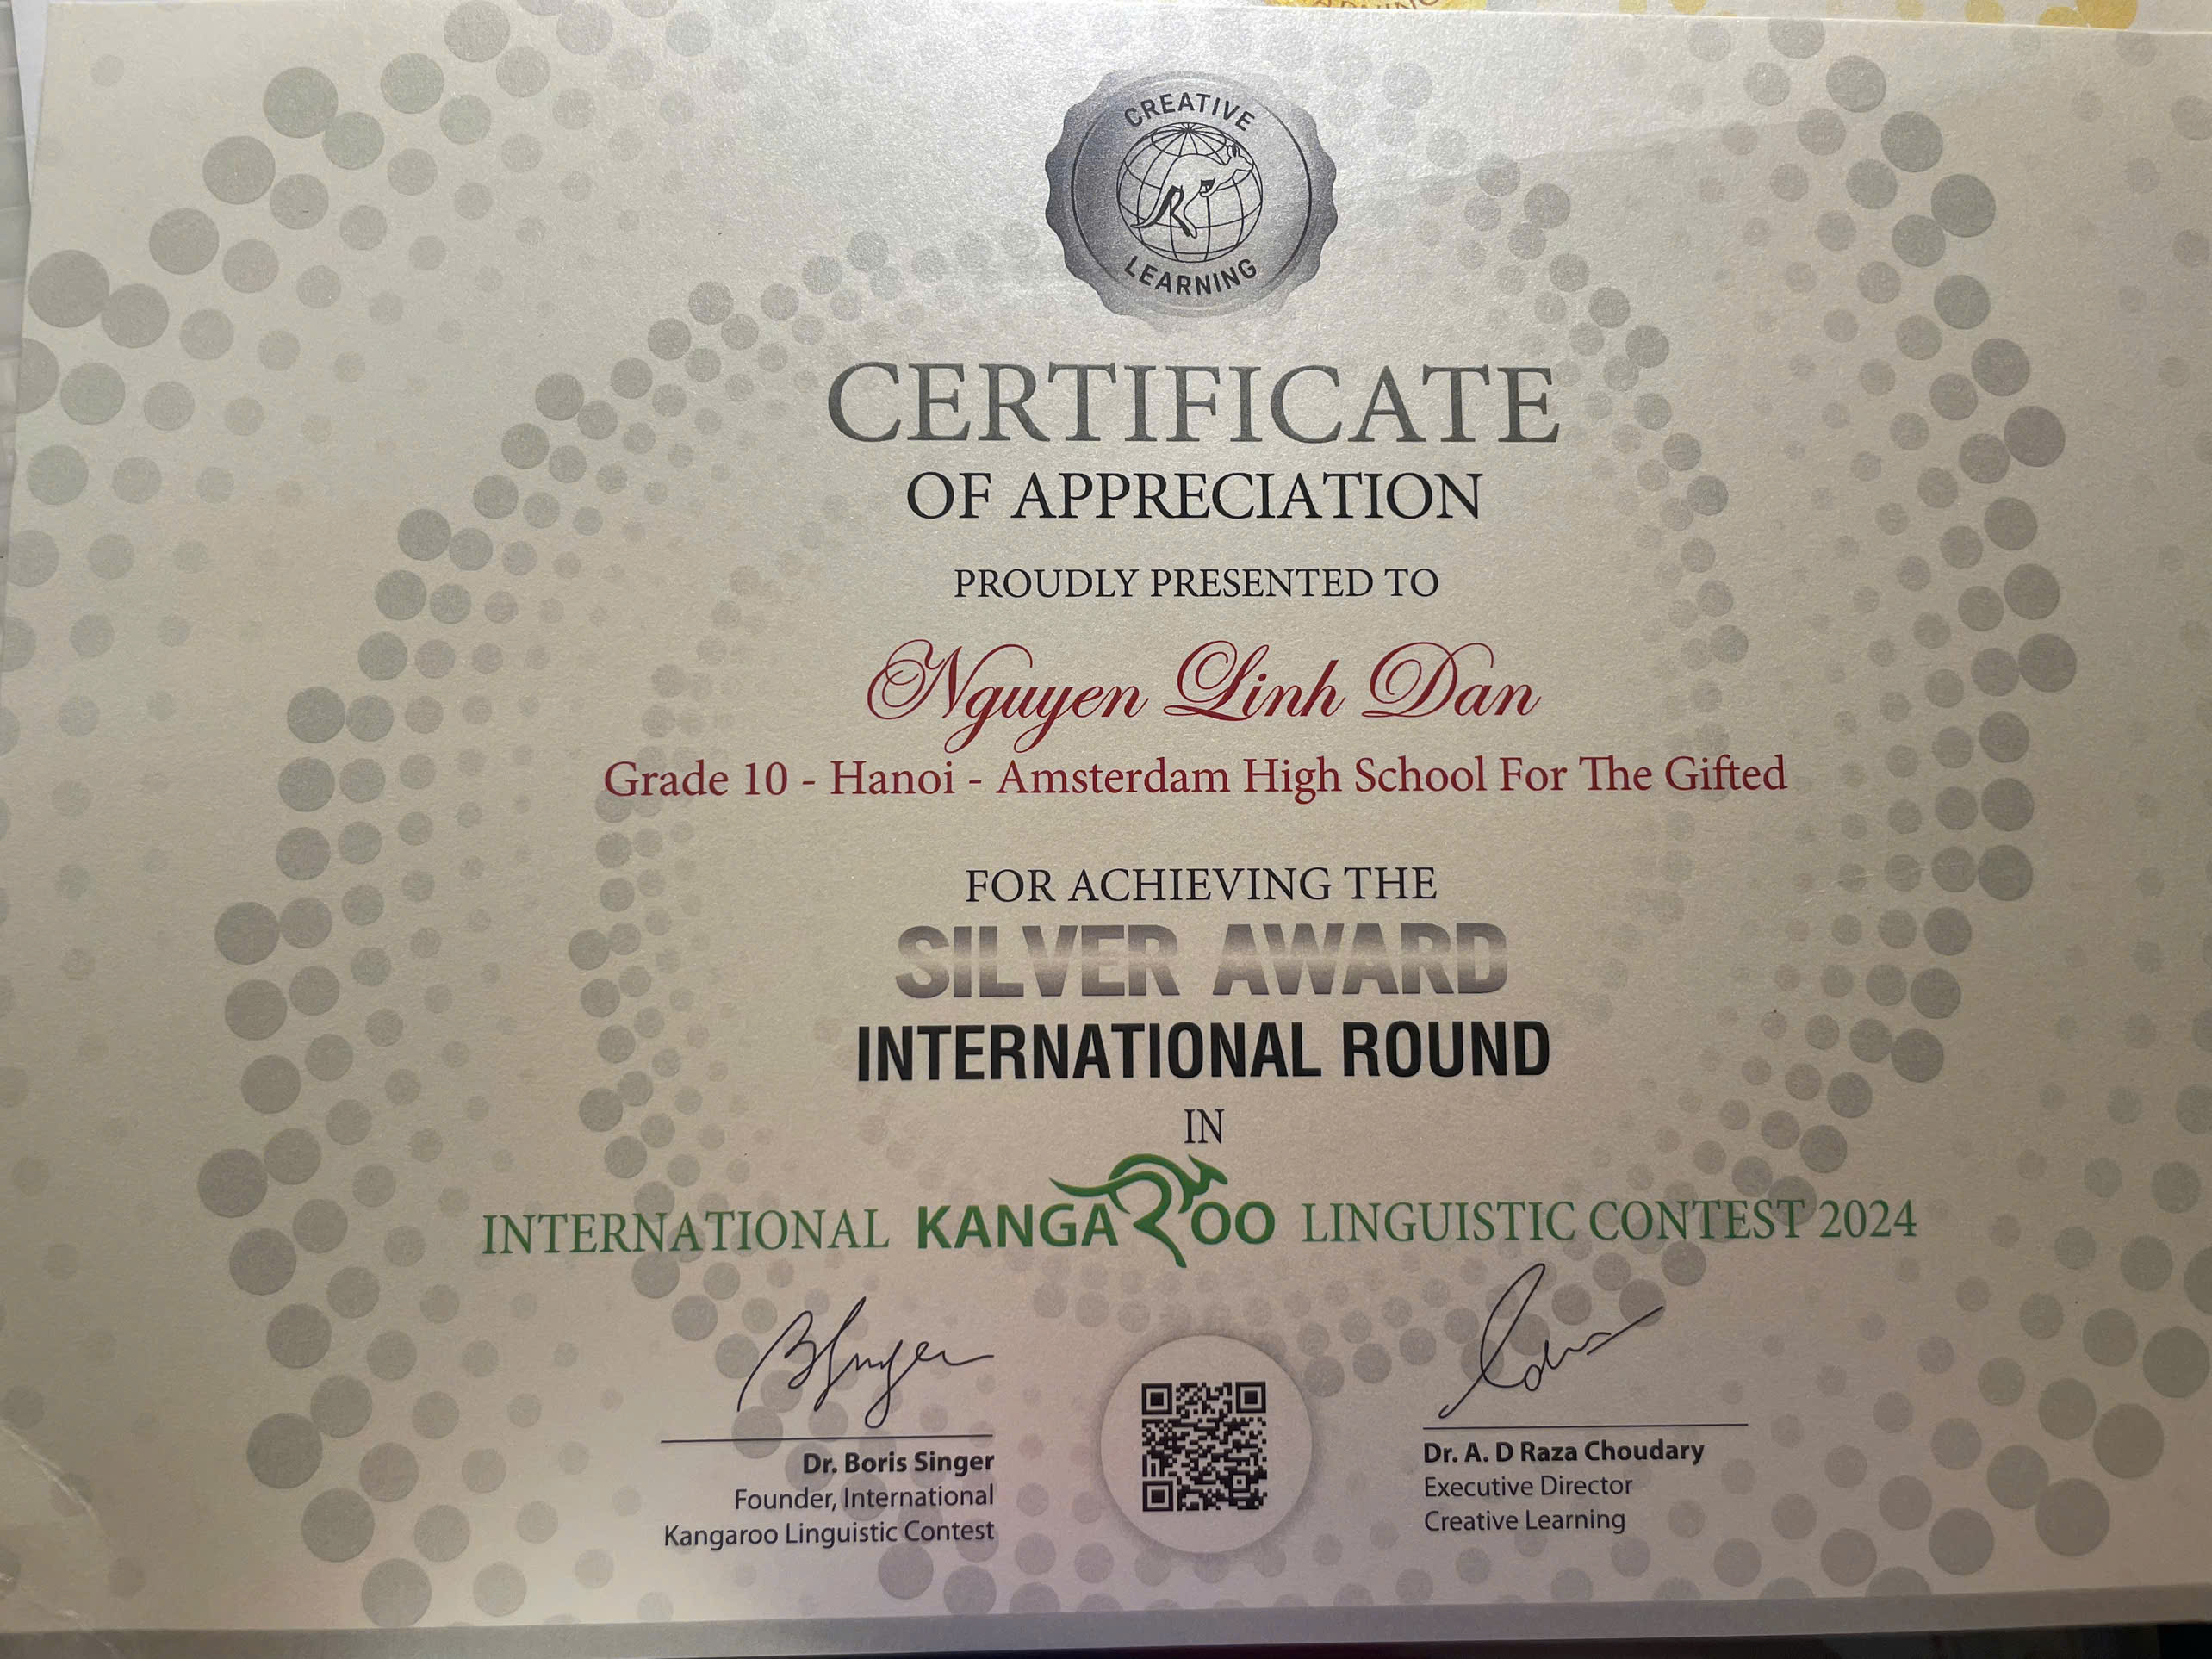 CREATIVE
LEARNING
CERTIFICATE
OF APPRECIATION
PROUDLY PRESENTED TO
Nguyen Linh Dan
Grade 10 - Hanoi - Amsterdam High School For The Gifted
FOR ACHIEVING THE
SILVER AWARD
INTERNATIONAL ROUND
IN
INTERNATIONAL KANGAROO LINGUISTIC CONTEST 2024
Dr. Boris Singer
Founder, International
Kangaroo Linguistic Contest
Dr. A. D Raza Choudary
Executive Director
Creative Learning